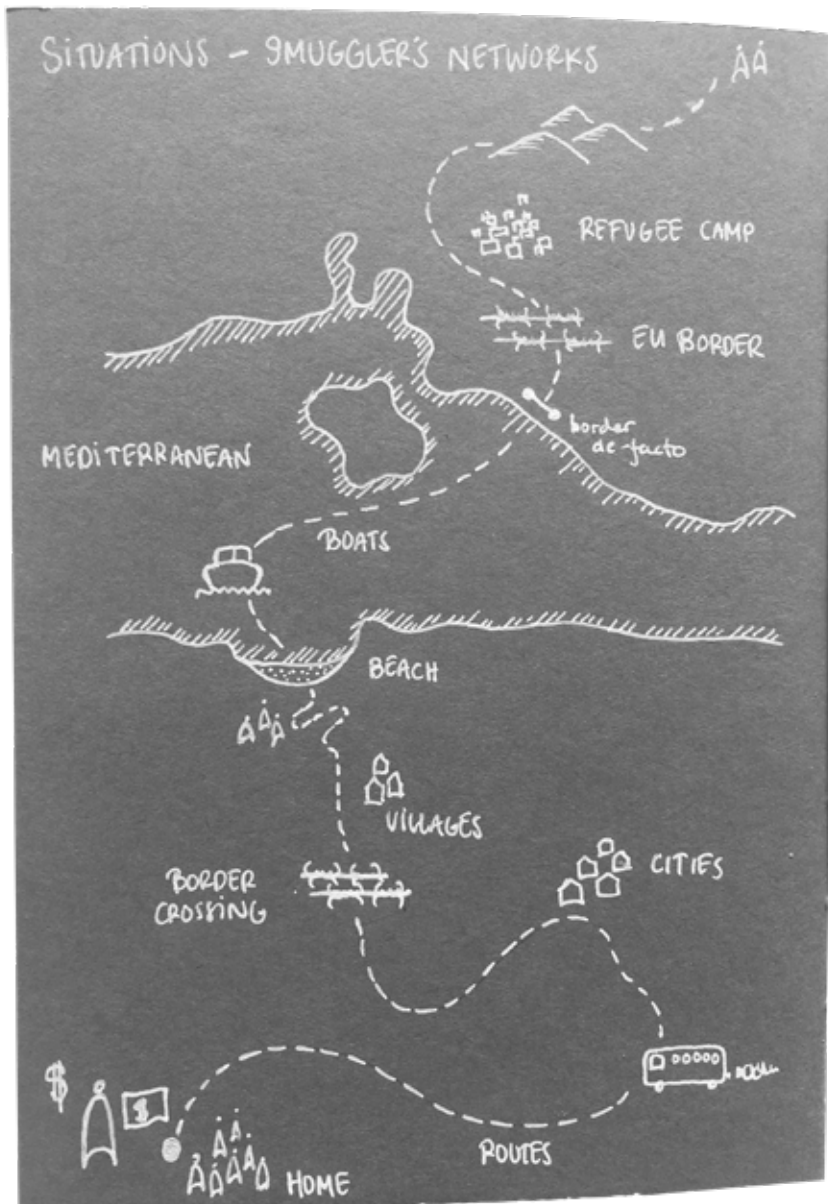 SITUATIONS - SMUGGLER'S NETWORKS
REFUGEE CAMP
EU BORDER
border
de-facto
MEDITERRANEAN
BOATS
BEACH
VILLAGES
CITIES
BORDER
CROSSING
$
$
ROUTES
HOME